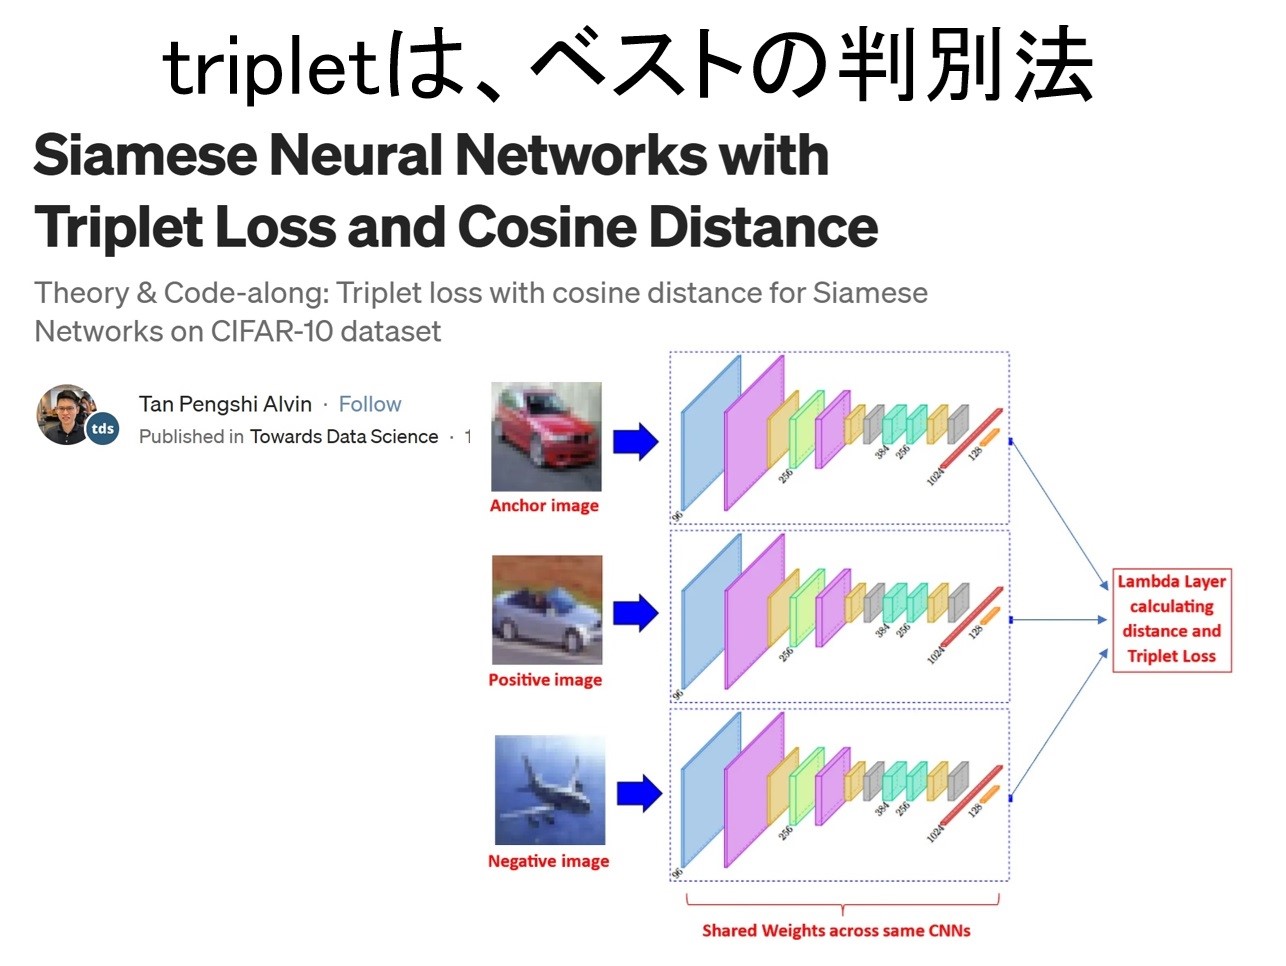 tripletは、ベストの判別法
Siamese Neural Networks with
Triplet Loss and Cosine Distance
Theory & Code-along: Triplet loss with cosine distance for Siamese
Networks on CIFAR-10 dataset
tds
Tan Pengshi Alvin · Follow
Published in Towards Data Science · 1
Anchor image
96
256
384
256
1024
128
Positive image
96
256
384
256
1024
128
Lambda Layer
calculating
distance and
Triplet Loss
Negative image
96
256
384
256
1024
128
Shared Weights across same CNNs